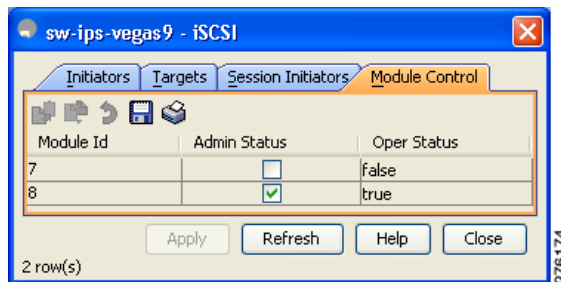 sw-ips-vegas9 - iSCSI
Initiators Targets Session Initiators Module Control
Module Id Admin Status Oper Status
7 false
8 true
Apply Refresh Help Close
2 row(s)
276174